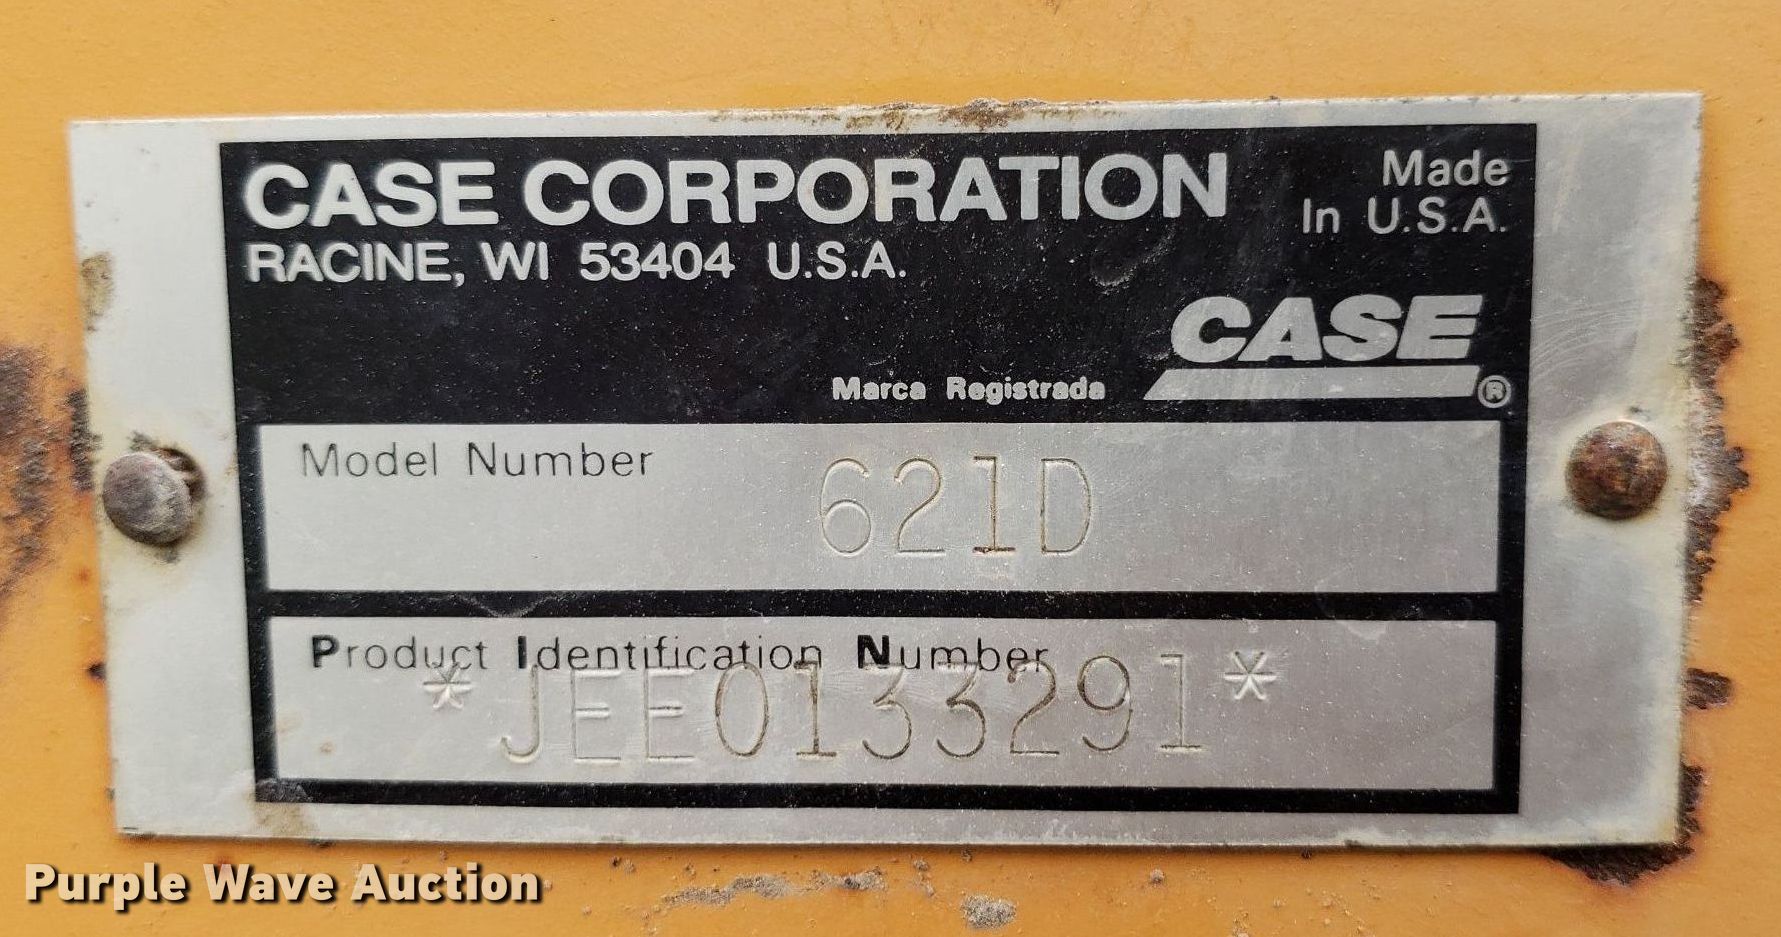 CASE CORPORATION
RACINE, WI 53404 U.S.A.
Made
In U.S.A.
CASE
Marca Registrada ®
Model Number 621D
Product Identification Number
*JEE0133291*
Purple Wave Auction